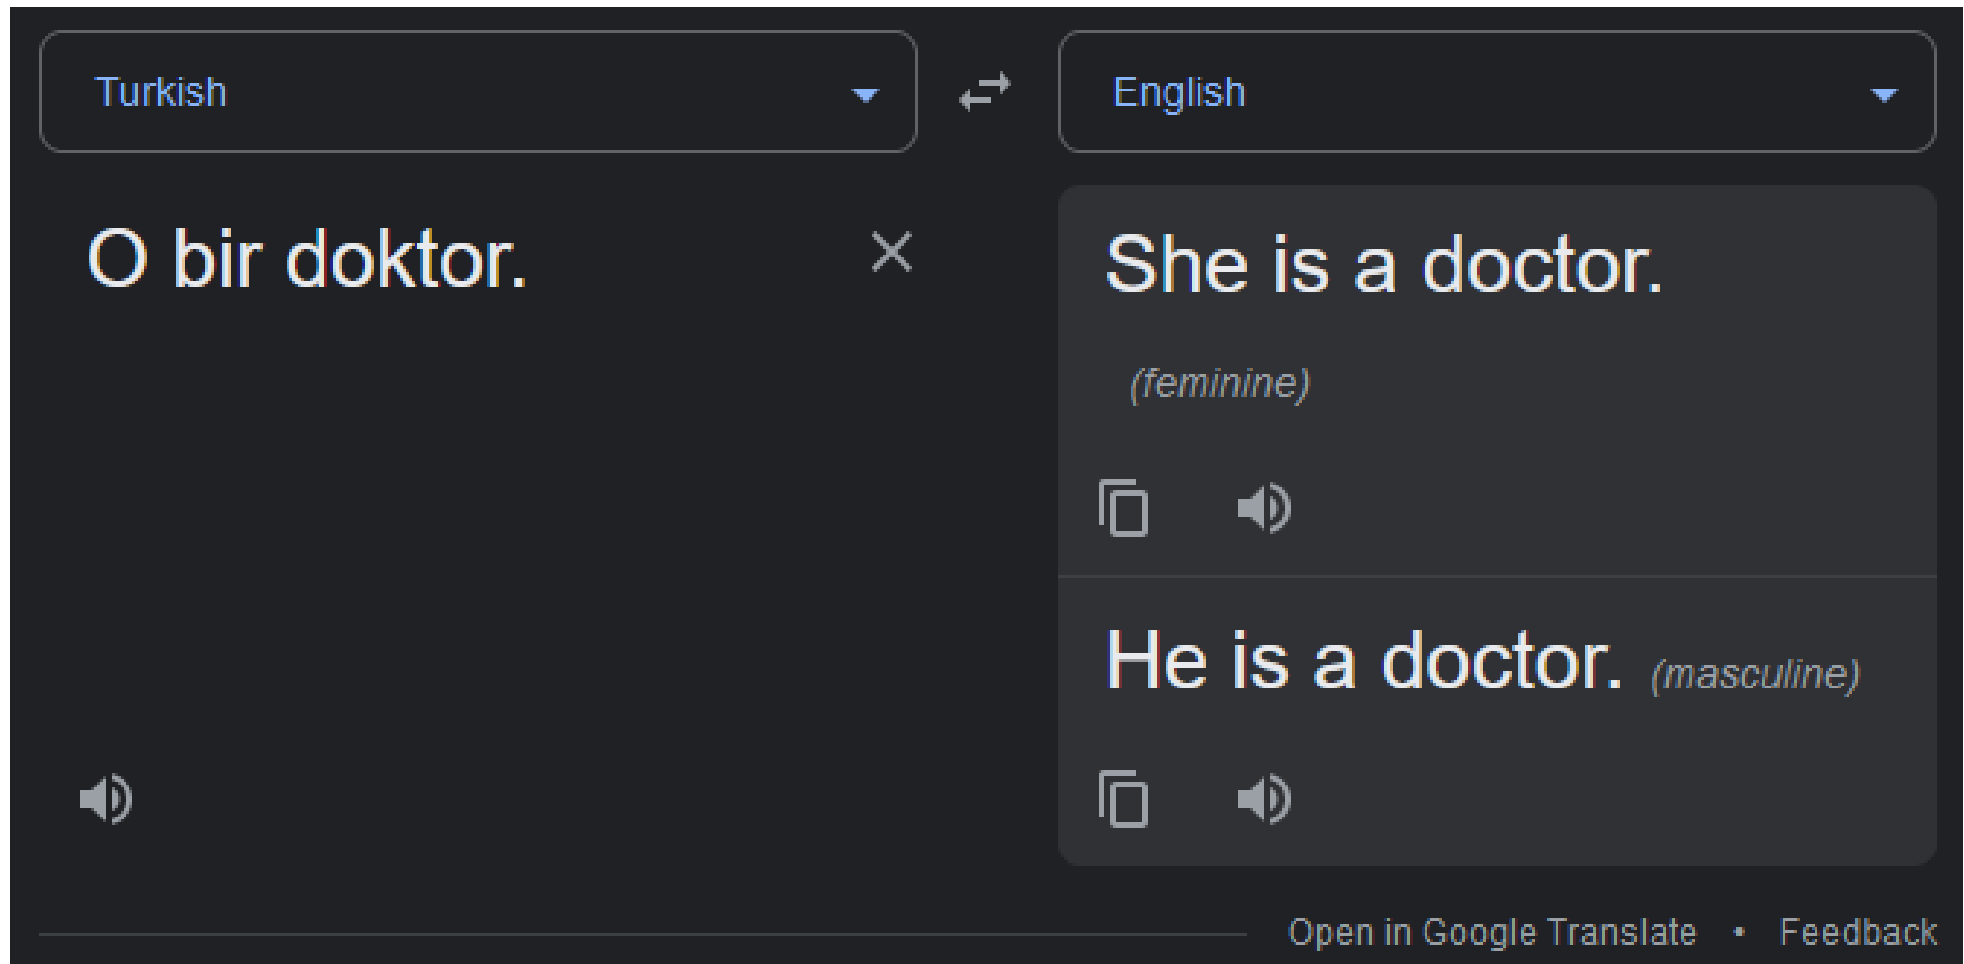 Turkish
English
O bir doktor.
She is a doctor.
(feminine)
He is a doctor. (masculine)
Open in Google Translate • Feedback